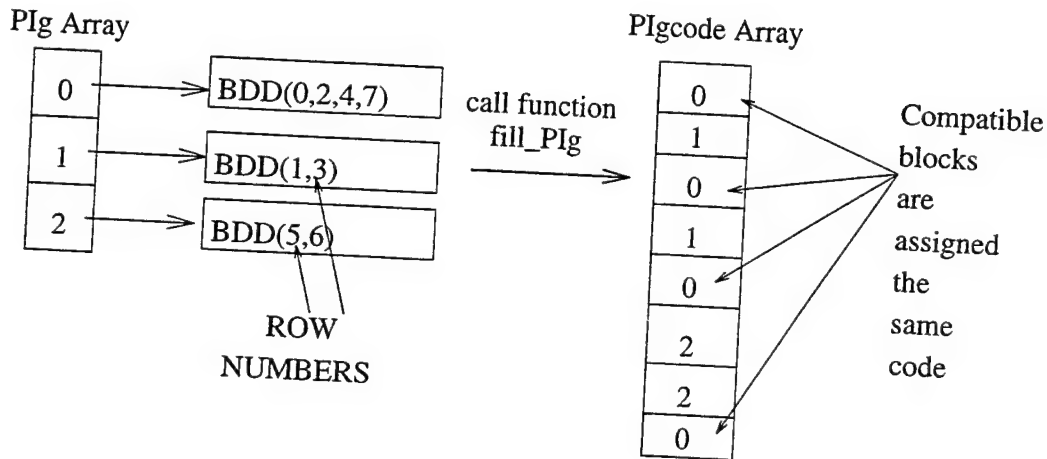 PIg Array
0
BDD(0,2,4,7)
1
BDD(1,3)
2
BDD(5,6)
ROW
NUMBERS
call function
fill_PIg
PIgcode Array
0
1
0
1
0
2
2
0
Compatible
blocks
are
assigned
the
same
code